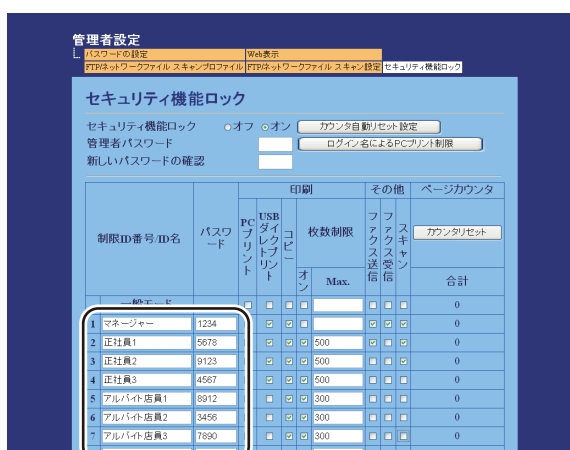 管理者設定
パスワードの設定 Web表示
FTP/ネットワークファイル スキャンプロファイル FTP/ネットワークファイル スキャン設定 セキュリティ機能ロック
セキュリティ機能ロック
セキュリティ機能ロック オフ オン カウンタ自動リセット設定
管理者パスワード ログイン名によるPCプリント制限
新しいパスワードの確認
印刷 その他 ページカウンタ
制限ID番号/ID名 パスワード PCプリント USBダイレクトプリント コピー 枚数制限 ファクス送信 ファクス受信 スキャン カウンタリセット
オン Max. 合計
一般モード 0
1 マネージャー 1234 0
2 正社員1 5678 500 0
3 正社員2 9123 500 0
4 正社員3 4567 500 0
5 アルバイト店員1 8912 300 0
6 アルバイト店員2 3456 300 0
7 アルバイト店員3 7890 300 0